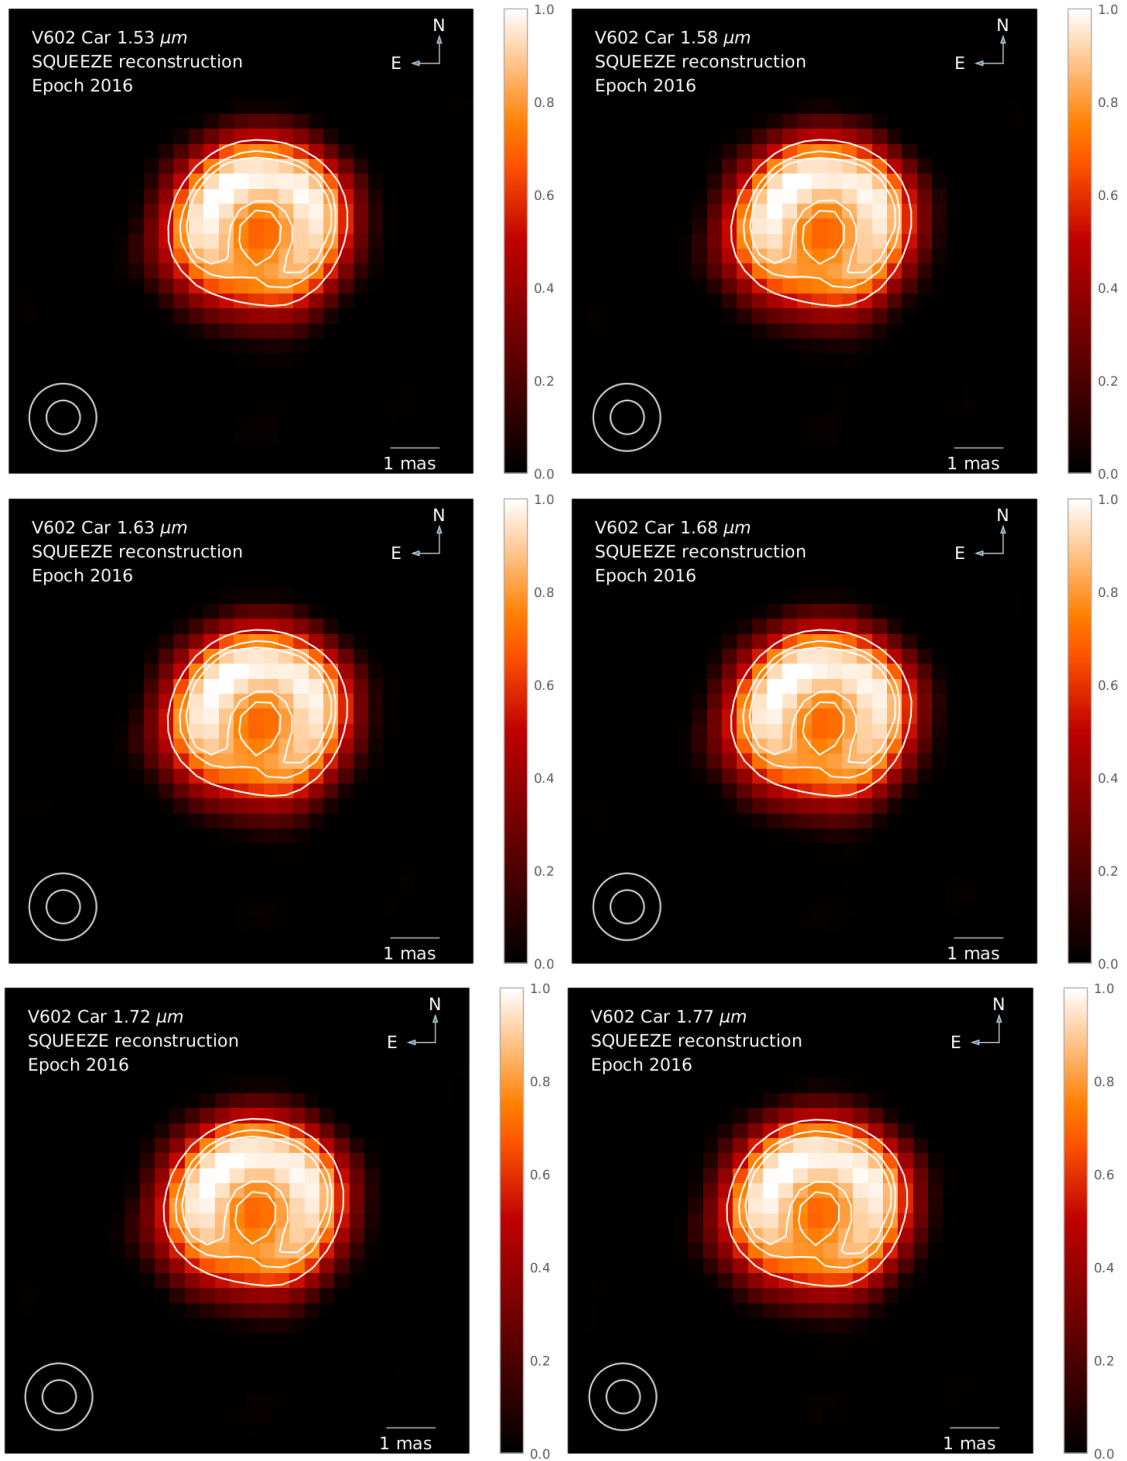 V602 Car 1.53 μm
SQUEEZE reconstruction
Epoch 2016
N
E
1 mas
1.0
0.8
0.6
0.4
0.2
0.0
V602 Car 1.58 μm
SQUEEZE reconstruction
Epoch 2016
N
E
1 mas
1.0
0.8
0.6
0.4
0.2
0.0
V602 Car 1.63 μm
SQUEEZE reconstruction
Epoch 2016
N
E
1 mas
1.0
0.8
0.6
0.4
0.2
0.0
V602 Car 1.68 μm
SQUEEZE reconstruction
Epoch 2016
N
E
1 mas
1.0
0.8
0.6
0.4
0.2
0.0
V602 Car 1.72 μm
SQUEEZE reconstruction
Epoch 2016
N
E
1 mas
1.0
0.8
0.6
0.4
0.2
0.0
V602 Car 1.77 μm
SQUEEZE reconstruction
Epoch 2016
N
E
1 mas
1.0
0.8
0.6
0.4
0.2
0.0